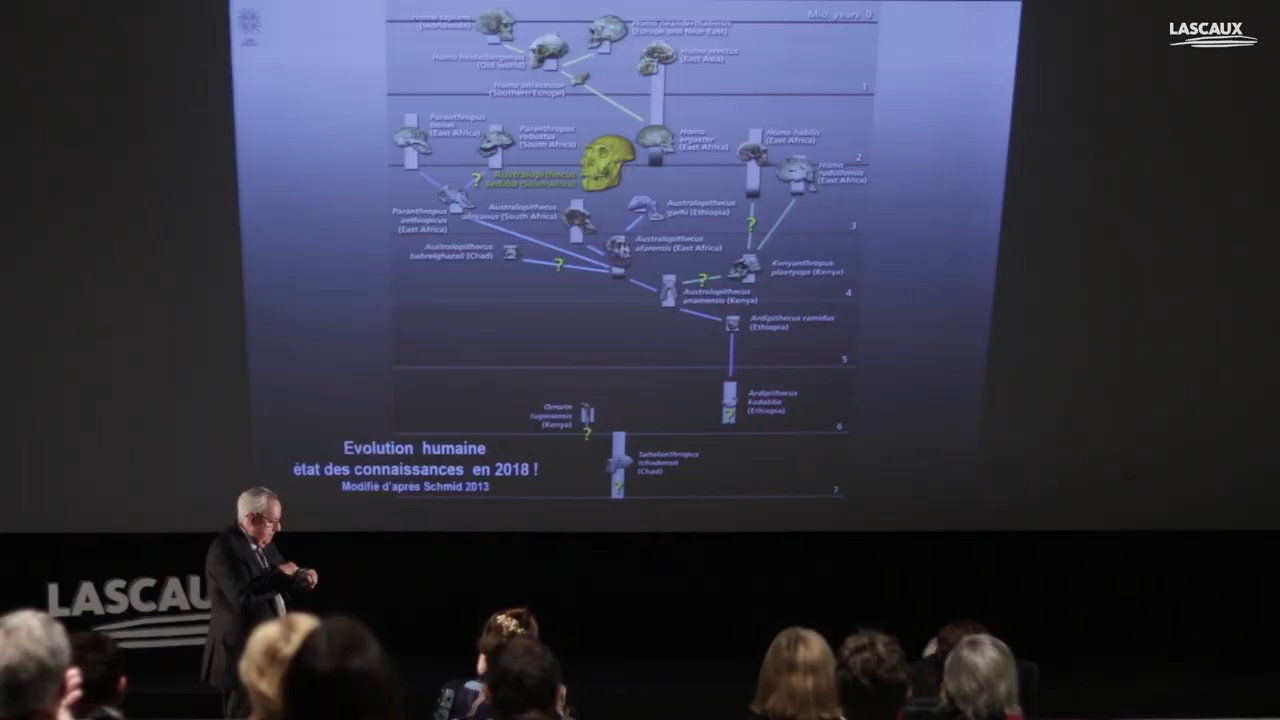 LASCAUX
Mio. years 0
Homo sapiens
(worldwide)
Homo neanderthalensis
(Europe and Near East)
Homo heidelbergensis
(Old World)
Homo erectus
(East Asia)
Homo antecessor
(Southern Europe)
1
Paranthropus
boisei
(East Africa)
Paranthropus
robustus
(South Africa)
Homo
ergaster
(East Africa)
Homo habilis
(East Africa)
2
Homo
rudolfensis
(East Africa)
?
Australopithecus
sediba (South Africa)
Paranthropus
aethiopicus
(East Africa)
Australopithecus
africanus (South Africa)
Australopithecus
garhi (Ethiopia)
?
3
Australopithecus
bahrelghazali (Chad)
Australopithecus
afarensis (East Africa)
?
Kenyanthropus
platyops (Kenya)
?
Australopithecus
anamensis (Kenya)
4
Ardipithecus ramidus
(Ethiopia)
5
Ardipithecus
kadabba
(Ethiopia)
?
Orrorin
tugenensis
(Kenya)
?
6
Sahelanthropus
tchadensis
(Chad)
?
7
Evolution humaine
état des connaissances en 2018 !
Modifié d'après Schmid 2013
LASCAU